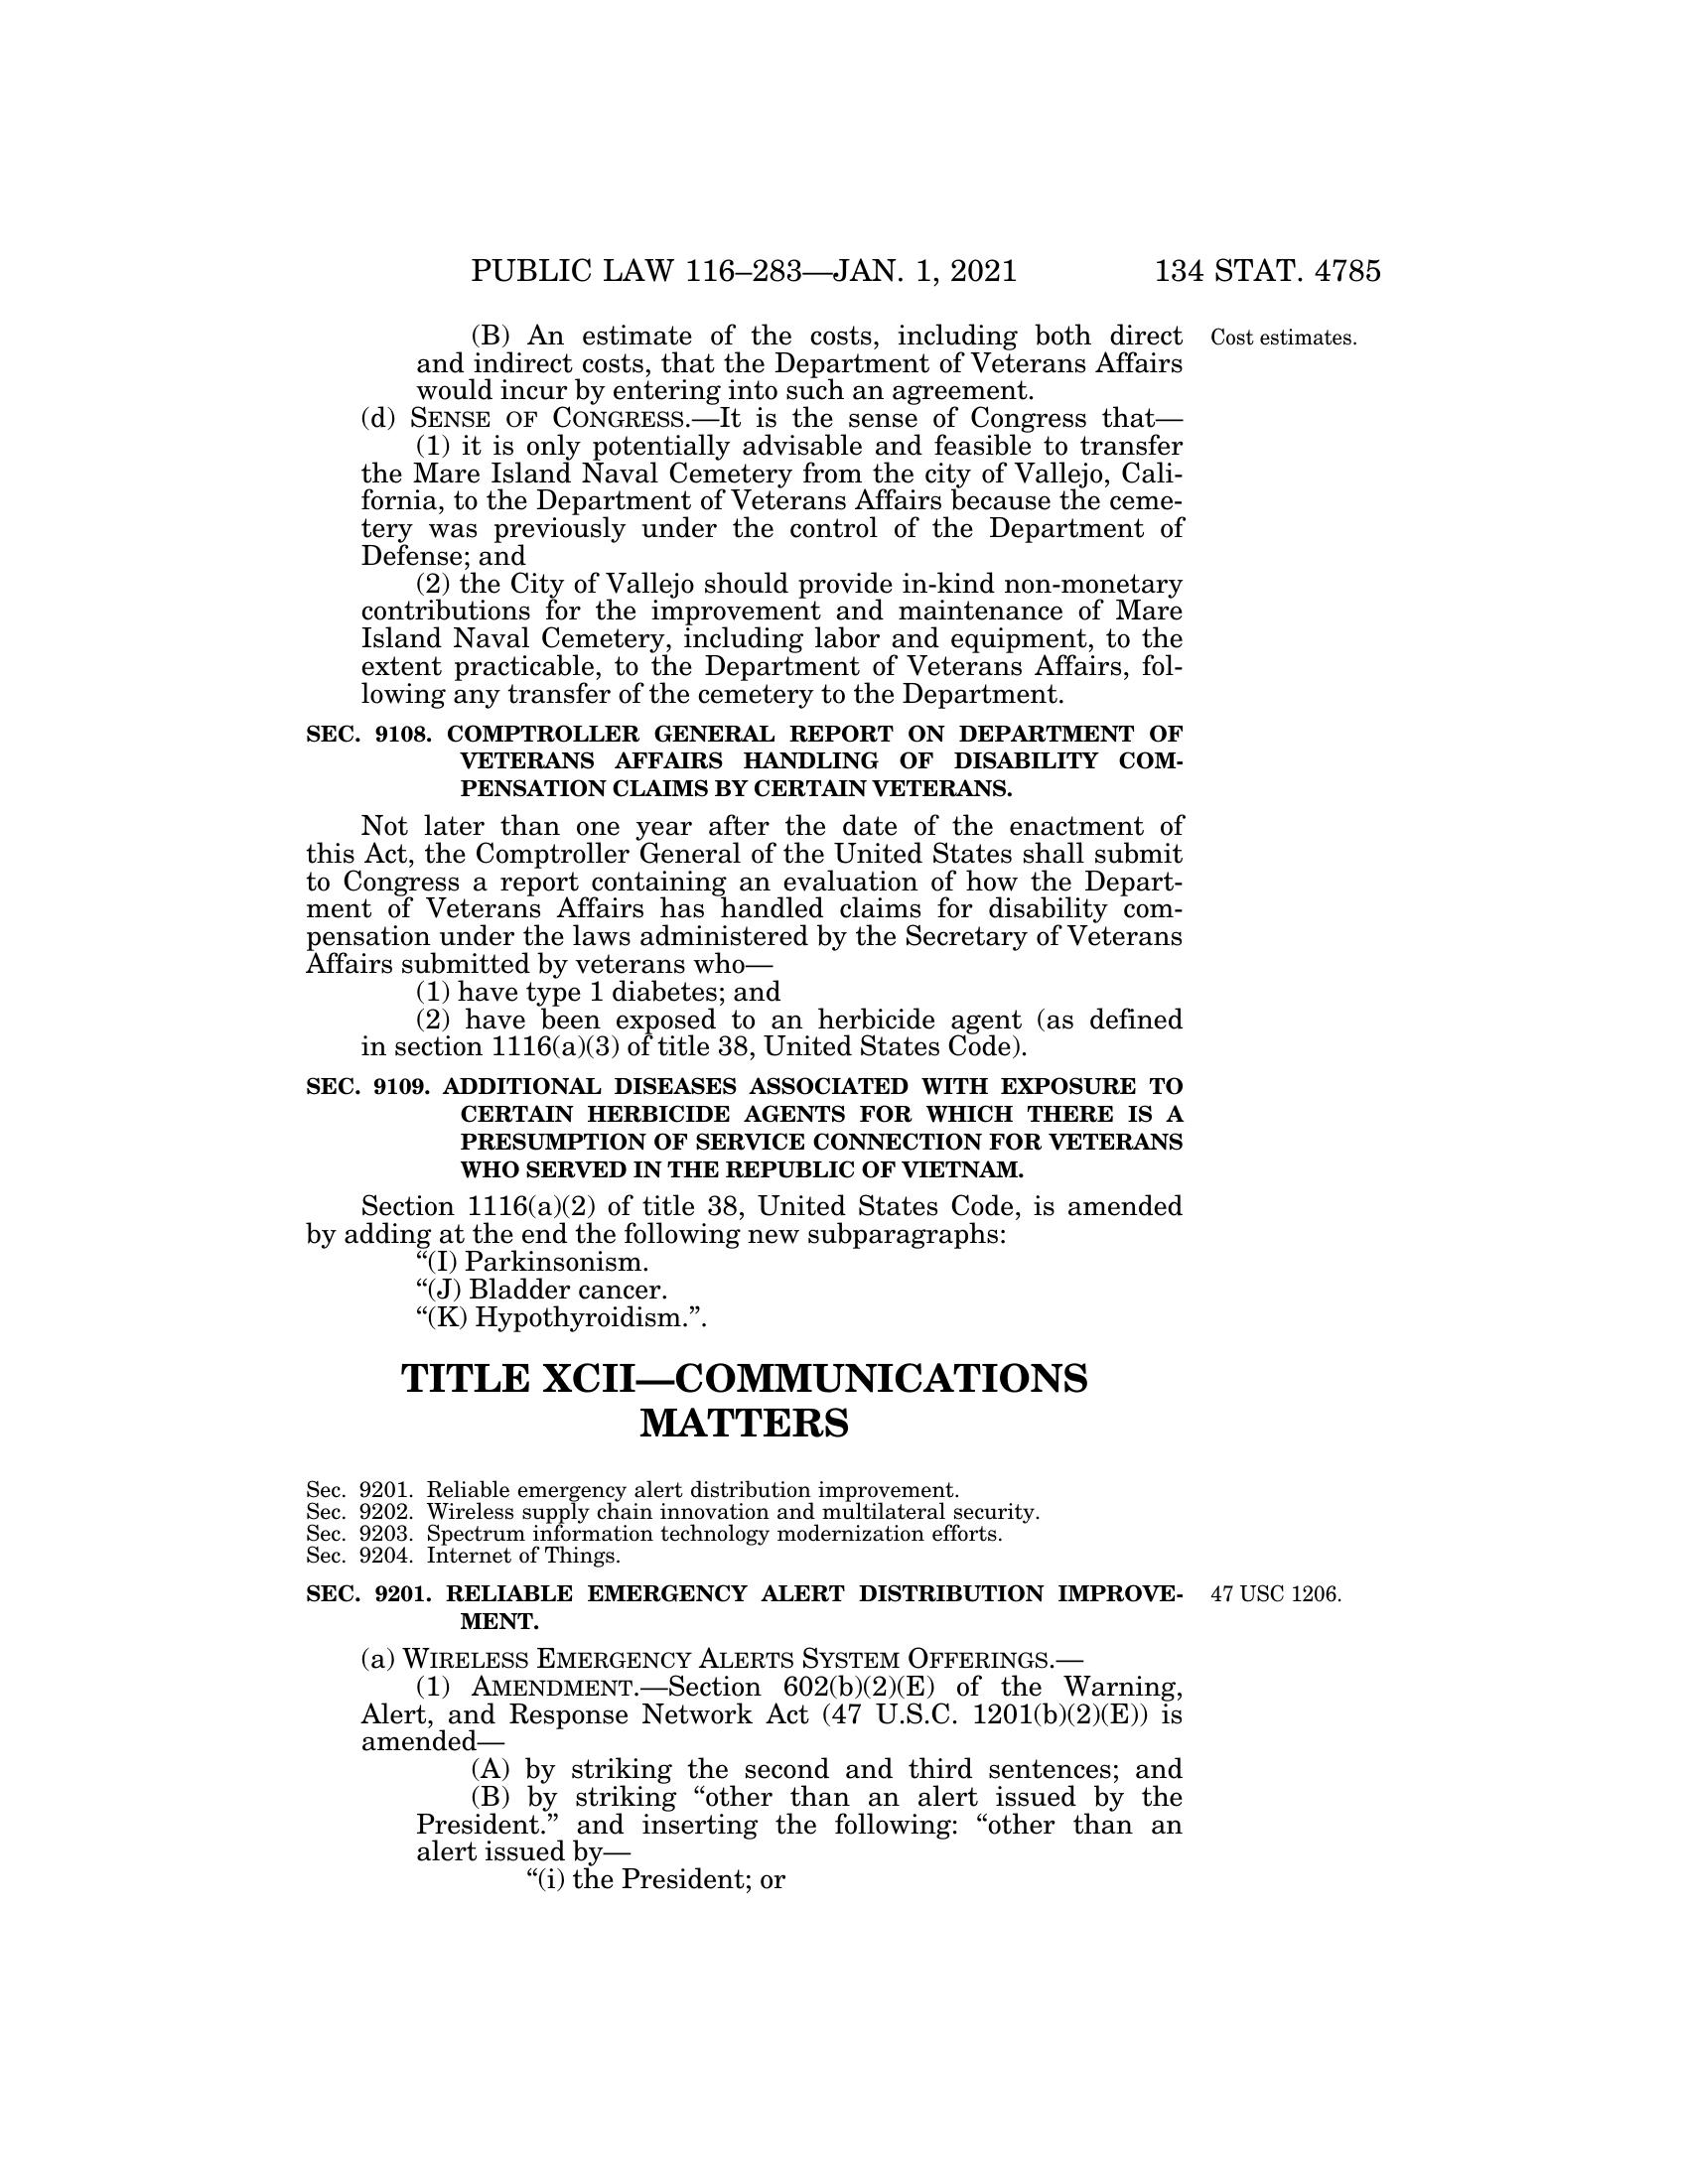 PUBLIC LAW 116–283—JAN. 1, 2021 134 STAT. 4785
(B) An estimate of the costs, including both direct
and indirect costs, that the Department of Veterans Affairs
would incur by entering into such an agreement.
Cost estimates.
(d) SENSE OF CONGRESS.—It is the sense of Congress that—
(1) it is only potentially advisable and feasible to transfer
the Mare Island Naval Cemetery from the city of Vallejo, Cali-
fornia, to the Department of Veterans Affairs because the ceme-
tery was previously under the control of the Department of
Defense; and
(2) the City of Vallejo should provide in-kind non-monetary
contributions for the improvement and maintenance of Mare
Island Naval Cemetery, including labor and equipment, to the
extent practicable, to the Department of Veterans Affairs, fol-
lowing any transfer of the cemetery to the Department.
SEC. 9108. COMPTROLLER GENERAL REPORT ON DEPARTMENT OF
VETERANS AFFAIRS HANDLING OF DISABILITY COM-
PENSATION CLAIMS BY CERTAIN VETERANS.
Not later than one year after the date of the enactment of
this Act, the Comptroller General of the United States shall submit
to Congress a report containing an evaluation of how the Depart-
ment of Veterans Affairs has handled claims for disability com-
pensation under the laws administered by the Secretary of Veterans
Affairs submitted by veterans who—
(1) have type 1 diabetes; and
(2) have been exposed to an herbicide agent (as defined
in section 1116(a)(3) of title 38, United States Code).
SEC. 9109. ADDITIONAL DISEASES ASSOCIATED WITH EXPOSURE TO
CERTAIN HERBICIDE AGENTS FOR WHICH THERE IS A
PRESUMPTION OF SERVICE CONNECTION FOR VETERANS
WHO SERVED IN THE REPUBLIC OF VIETNAM.
Section 1116(a)(2) of title 38, United States Code, is amended
by adding at the end the following new subparagraphs:
“(I) Parkinsonism.
“(J) Bladder cancer.
“(K) Hypothyroidism.”.
TITLE XCII—COMMUNICATIONS
MATTERS
Sec. 9201. Reliable emergency alert distribution improvement.
Sec. 9202. Wireless supply chain innovation and multilateral security.
Sec. 9203. Spectrum information technology modernization efforts.
Sec. 9204. Internet of Things.
SEC. 9201. RELIABLE EMERGENCY ALERT DISTRIBUTION IMPROVE-
MENT.
47 USC 1206.
(a) WIRELESS EMERGENCY ALERTS SYSTEM OFFERINGS.—
(1) AMENDMENT.—Section 602(b)(2)(E) of the Warning,
Alert, and Response Network Act (47 U.S.C. 1201(b)(2)(E)) is
amended—
(A) by striking the second and third sentences; and
(B) by striking “other than an alert issued by the
President.” and inserting the following: “other than an
alert issued by—
“(i) the President; or